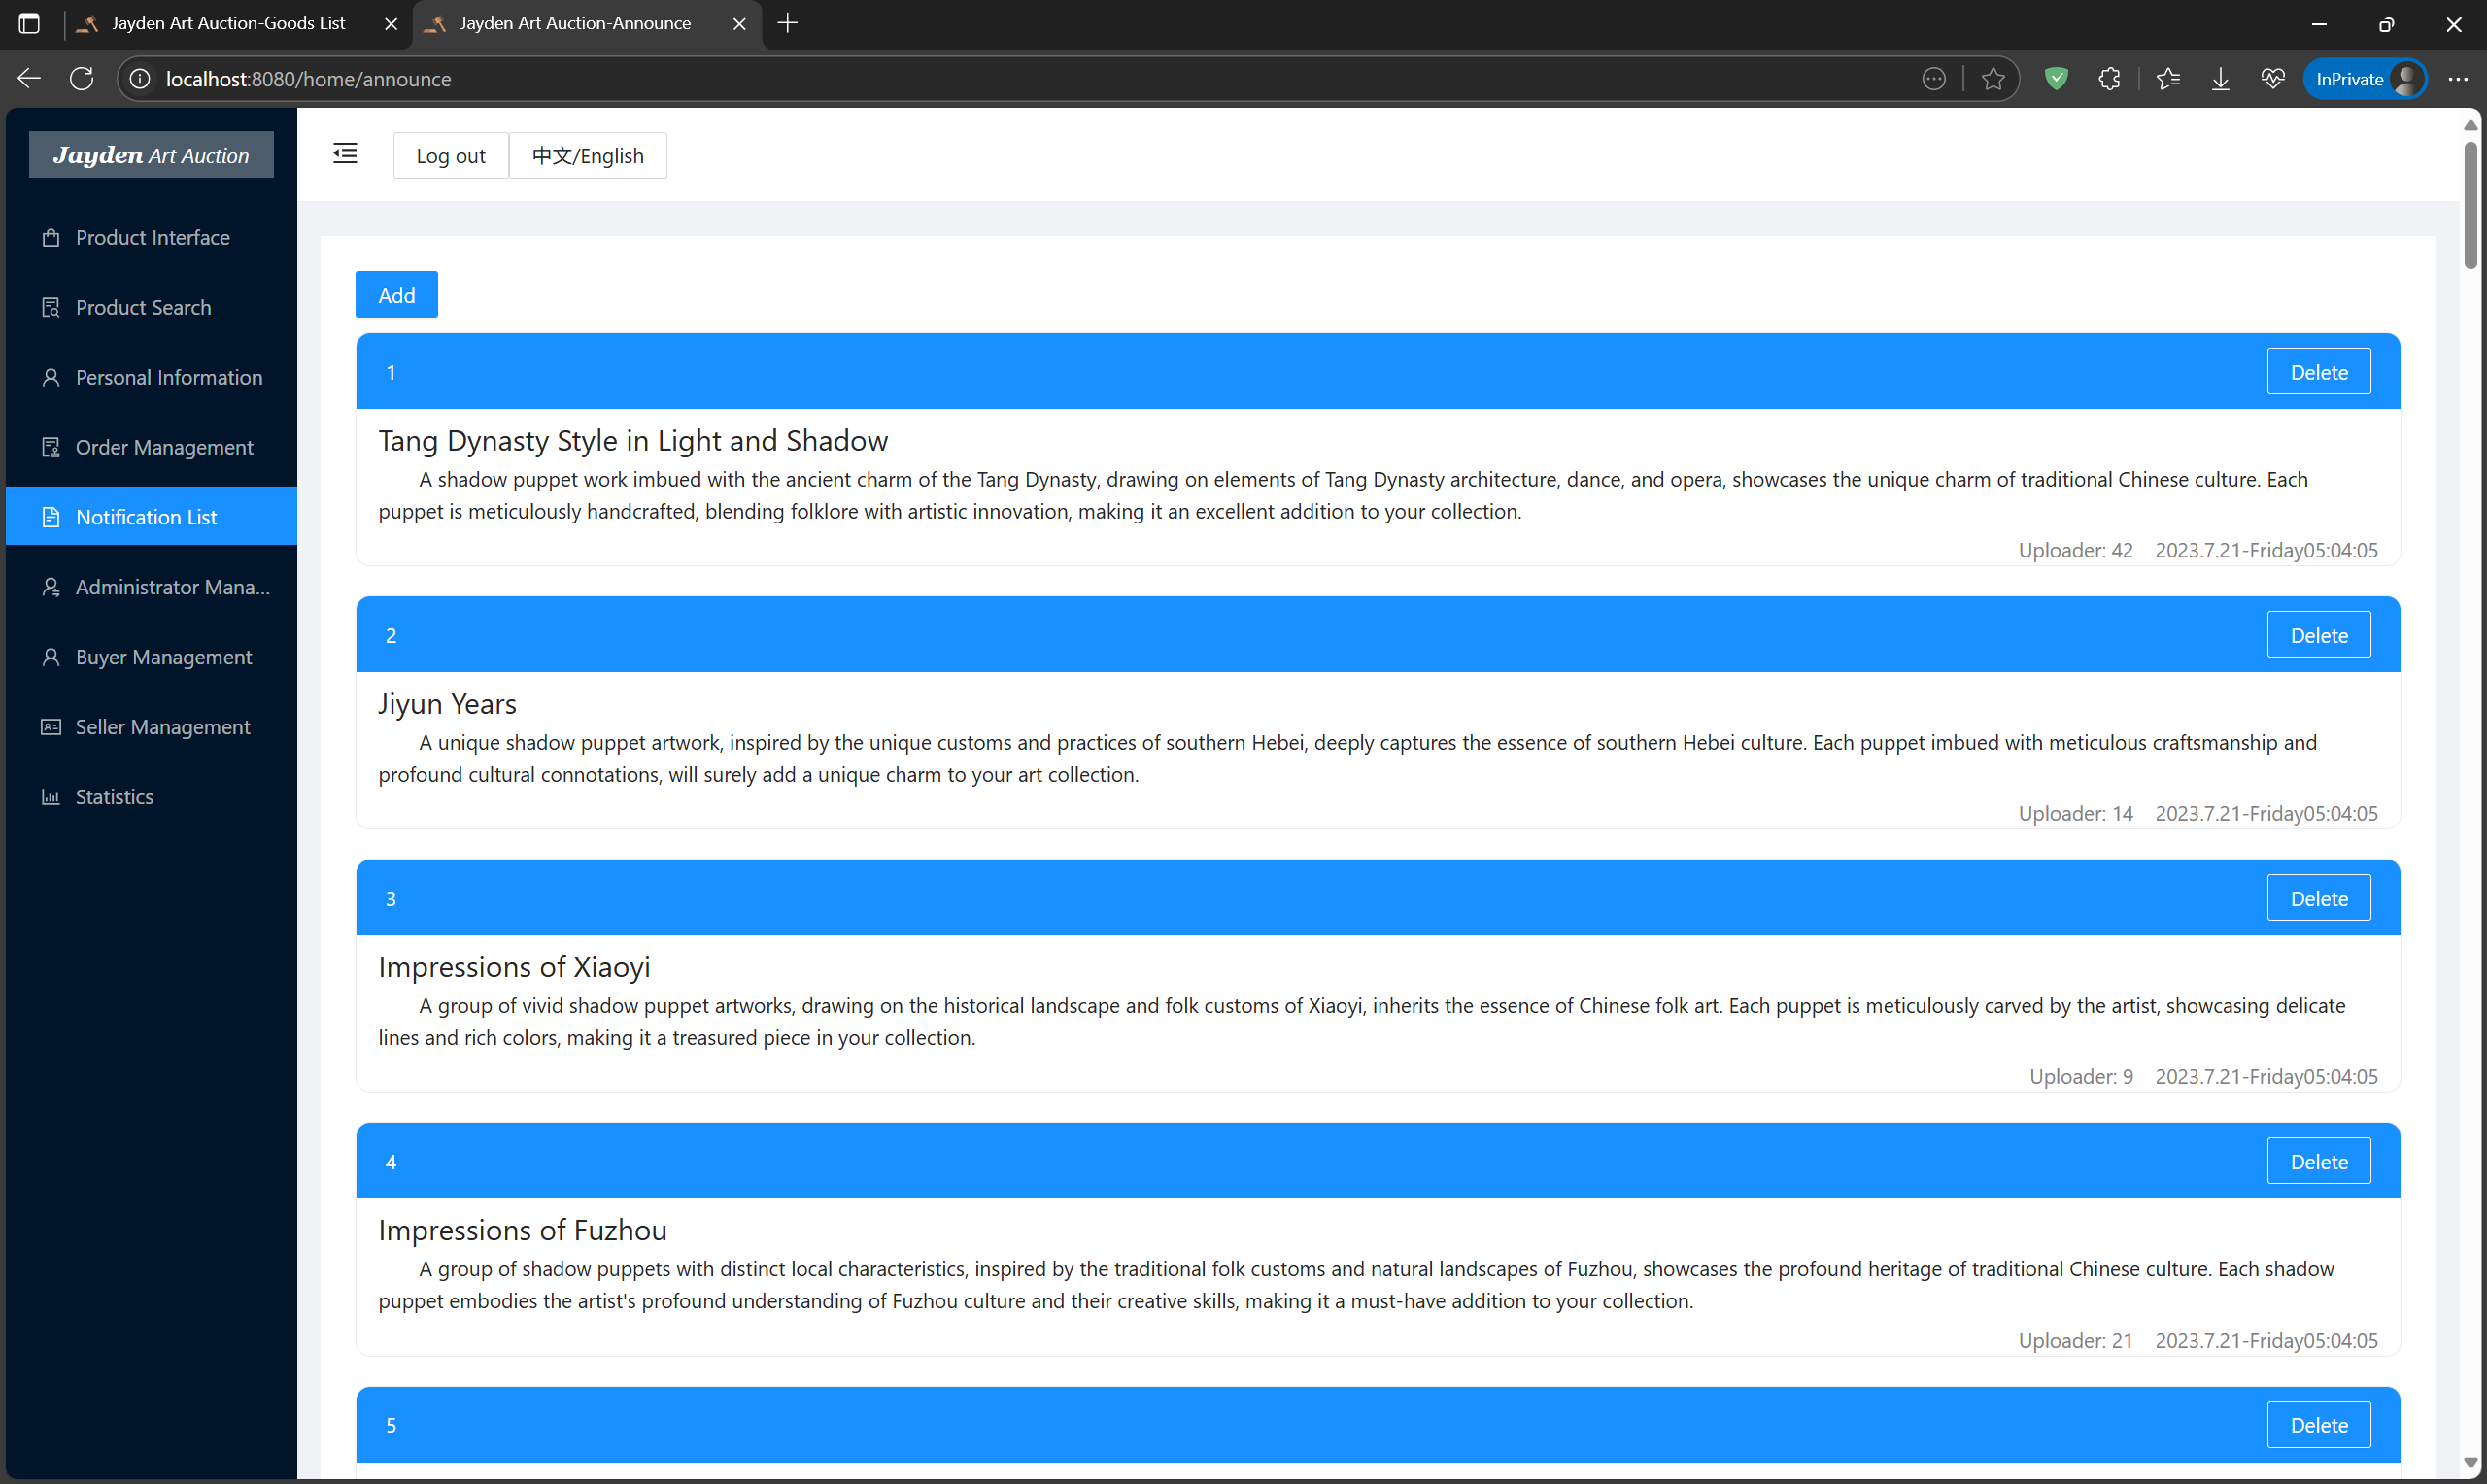 Jayden Art Auction-Goods List
Jayden Art Auction-Announce
localhost:8080/home/announce
InPrivate
Jayden Art Auction
Log out
中文/English
Product Interface
Product Search
Personal Information
Order Management
Notification List
Administrator Mana...
Buyer Management
Seller Management
Statistics
Add
1
Delete
Tang Dynasty Style in Light and Shadow
A shadow puppet work imbued with the ancient charm of the Tang Dynasty, drawing on elements of Tang Dynasty architecture, dance, and opera, showcases the unique charm of traditional Chinese culture. Each
puppet is meticulously handcrafted, blending folklore with artistic innovation, making it an excellent addition to your collection.
Uploader: 42 2023.7.21-Friday05:04:05
2
Delete
Jiyun Years
A unique shadow puppet artwork, inspired by the unique customs and practices of southern Hebei, deeply captures the essence of southern Hebei culture. Each puppet imbued with meticulous craftsmanship and
profound cultural connotations, will surely add a unique charm to your art collection.
Uploader: 14 2023.7.21-Friday05:04:05
3
Delete
Impressions of Xiaoyi
A group of vivid shadow puppet artworks, drawing on the historical landscape and folk customs of Xiaoyi, inherits the essence of Chinese folk art. Each puppet is meticulously carved by the artist, showcasing delicate
lines and rich colors, making it a treasured piece in your collection.
Uploader: 9 2023.7.21-Friday05:04:05
4
Delete
Impressions of Fuzhou
A group of shadow puppets with distinct local characteristics, inspired by the traditional folk customs and natural landscapes of Fuzhou, showcases the profound heritage of traditional Chinese culture. Each shadow
puppet embodies the artist's profound understanding of Fuzhou culture and their creative skills, making it a must-have addition to your collection.
Uploader: 21 2023.7.21-Friday05:04:05
5
Delete